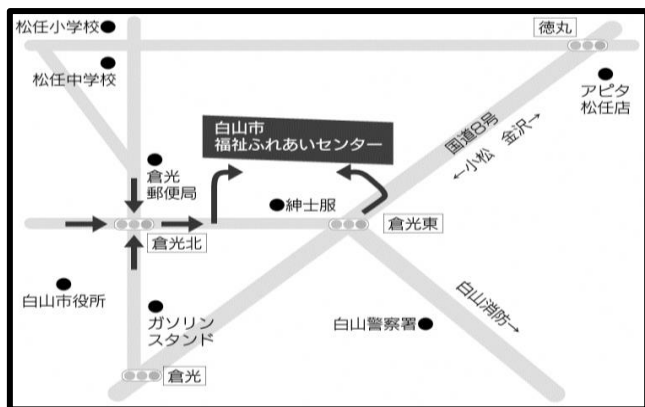 松任小学校
徳丸
松任中学校
アピタ
松任店
白山市
福祉ふれあいセンター
国道8号
←小松 金沢→
倉光
郵便局
紳士服
倉光北
倉光東
白山市役所
ガソリン
スタンド
白山警察署
白山消防→
倉光